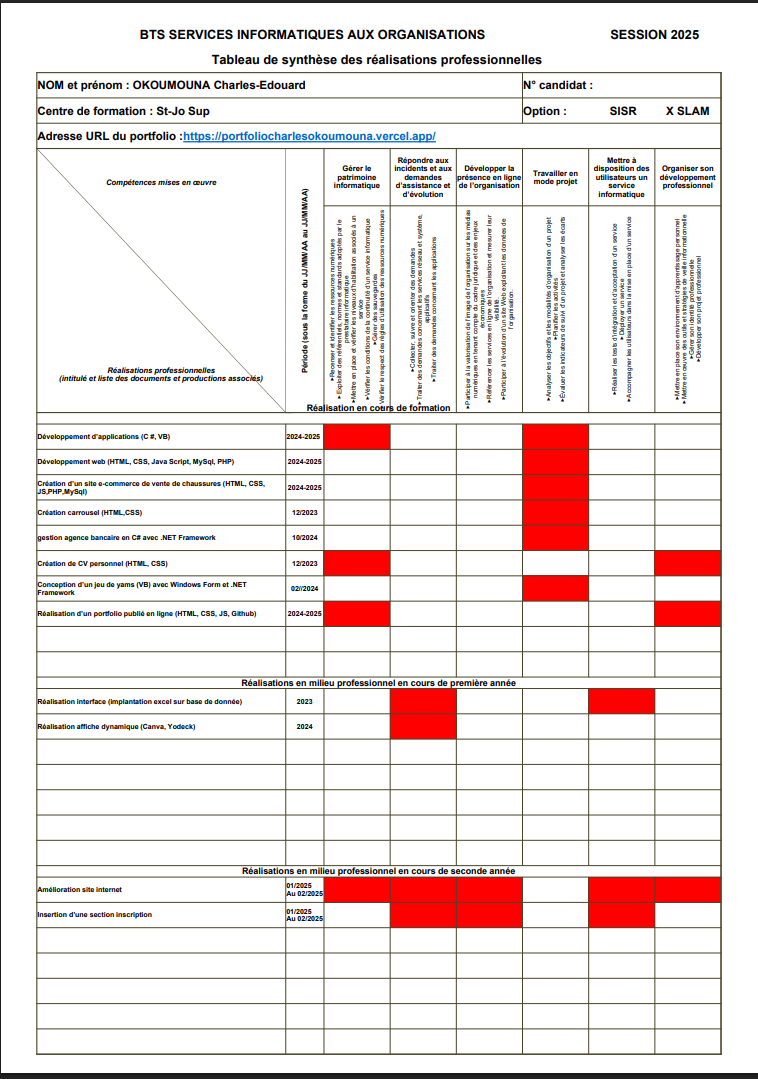 BTS SERVICES INFORMATIQUES AUX ORGANISATIONS SESSION 2025
Tableau de synthèse des réalisations professionnelles
NOM et prénom : OKOUMOUNA Charles-Edouard N° candidat :
Centre de formation : St-Jo Sup Option : SISR X SLAM
Adresse URL du portfolio :https://portfoliocharlesokoumouna.vercel.app/
Compétences mises en œuvre
Réalisations professionnelles
(intitulé et liste des documents et productions associés)
Période (sous la forme du JJ/MM/AA au JJ/MM/AA)
Gérer le
patrimoine
informatique
Répondre aux
incidents et aux
demandes
d’assistance et
d’évolution
Développer la
présence en ligne
de l’organisation
Travailler en
mode projet
Mettre à
disposition des
utilisateurs un
service
informatique
Organiser son
développement
professionnel
▸Recenser et identifier les ressources numériques
▸Exploiter des référentiels, normes et standards adoptés par le
prestataire informatique
▸Mettre en place et vérifier les niveaux d’habilitation associés à un
service
▸Vérifier les conditions de la continuité d’un service informatique
▸Gérer des sauvegardes
Vérifier le respect des règles d’utilisation des ressources numériques
▸Collecter, suivre et orienter des demandes
▸Traiter des demandes concernant les services réseau et système,
applicatifs
▸Traiter des demandes concernant les applications
▸Participer à la valorisation de l’image de l’organisation sur les médias
numériques en tenant compte du cadre juridique et des enjeux
économiques
▸Référencer les services en ligne de l’organisation et mesurer leur
visibilité.
▸Participer à l’évolution d’un site Web exploitant les données de
l’organisation.
▸Analyser les objectifs et les modalités d’organisation d’un projet
▸Planifier les activités
▸Évaluer les indicateurs de suivi d’un projet et analyser les écarts
▸Réaliser les tests d’intégration et d’acceptation d’un service
▸Déployer un service
▸Accompagner les utilisateurs dans la mise en place d’un service
▸Mettre en place son environnement d’apprentissage personnel
▸Mettre en œuvre des outils et stratégies de veille informationnelle
▸Gérer son identité professionnelle
▸Développer son projet professionnel
Réalisation en cours de formation
Développement d’applications (C #, VB) 2024-2025
Développement web (HTML, CSS, Java Script, MySql, PHP) 2024-2025
Création d’un site e-commerce de vente de chaussures (HTML, CSS,
JS,PHP,MySql) 2024-2025
Création carrousel (HTML,CSS) 12/2023
gestion agence bancaire en C# avec .NET Framework 10/2024
Création de CV personnel (HTML, CSS) 12/2023
Conception d’un jeu de yams (VB) avec Windows Form et .NET
Framework 02//2024
Réalisation d’un portfolio publié en ligne (HTML, CSS, JS, Github) 2024-2025
Réalisations en milieu professionnel en cours de première année
Réalisation interface (Implantation excel sur base de donnée) 2023
Réalisation affiche dynamique (Canva, Yodeck) 2024
Réalisations en milieu professionnel en cours de seconde année
Amélioration site internet 01/2025
Au 02/2025
Insertion d’une section inscription 01/2025
Au 02/2025